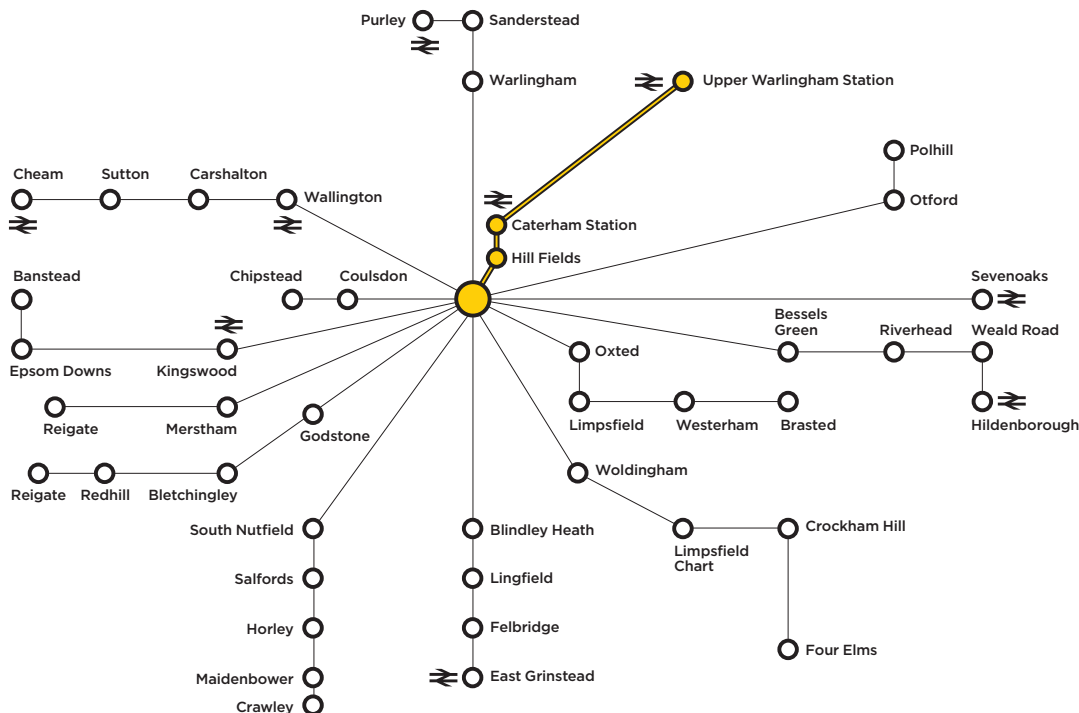 Purley
Sanderstead
Warlingham
Upper Warlingham Station
Polhill
Cheam
Sutton
Carshalton
Wallington
Otford
Caterham Station
Hill Fields
Banstead
Chipstead
Coulsdon
Sevenoaks
Bessels
Green
Riverhead
Weald Road
Oxted
Epsom Downs
Kingswood
Reigate
Merstham
Godstone
Limpsfield
Westerham
Brasted
Hildenborough
Woldingham
Reigate
Redhill
Bletchingley
South Nutfield
Blindley Heath
Crockham Hill
Limpsfield
Chart
Salfords
Lingfield
Horley
Felbridge
Four Elms
Maidenbower
East Grinstead
Crawley